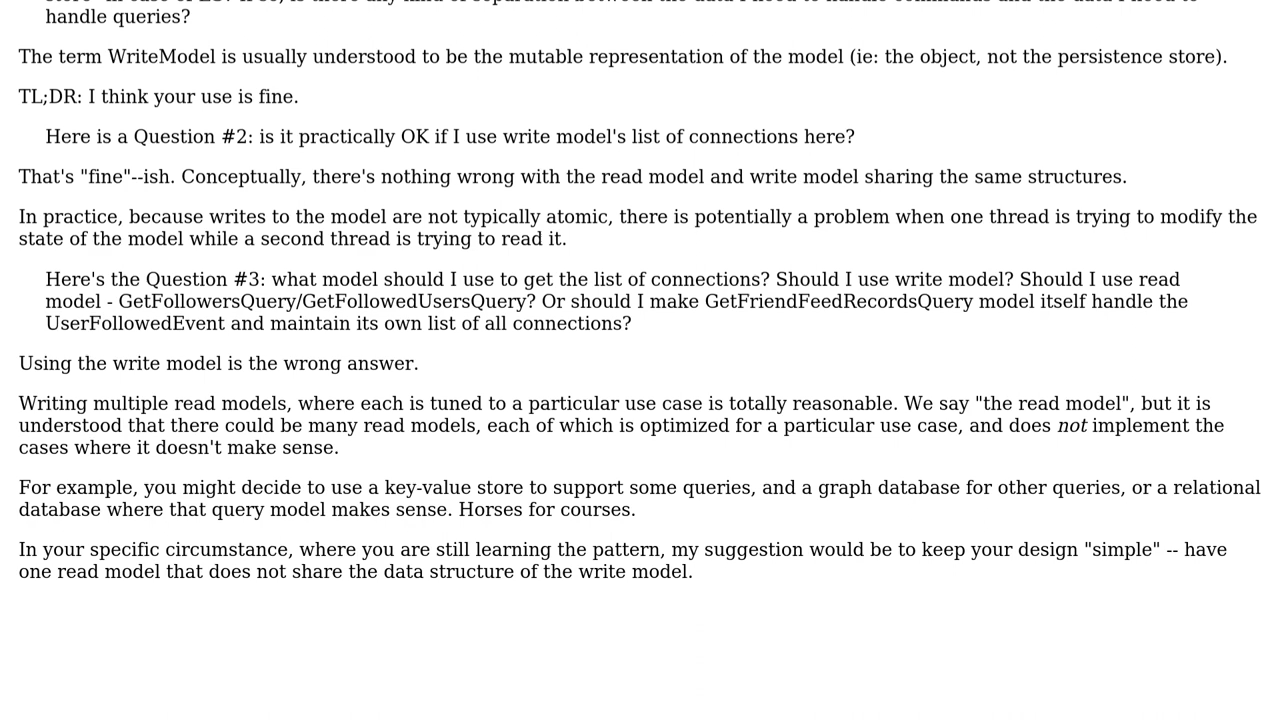 handle queries?
The term WriteModel is usually understood to be the mutable representation of the model (ie: the object, not the persistence store).
TL;DR: I think your use is fine.
Here is a Question #2: is it practically OK if I use write model's list of connections here?
That's "fine"--ish. Conceptually, there's nothing wrong with the read model and write model sharing the same structures.
In practice, because writes to the model are not typically atomic, there is potentially a problem when one thread is trying to modify the
state of the model while a second thread is trying to read it.
Here's the Question #3: what model should I use to get the list of connections? Should I use write model? Should I use read
model - GetFollowersQuery/GetFollowedUsersQuery? Or should I make GetFriendFeedRecordsQuery model itself handle the
UserFollowedEvent and maintain its own list of all connections?
Using the write model is the wrong answer.
Writing multiple read models, where each is tuned to a particular use case is totally reasonable. We say "the read model", but it is
understood that there could be many read models, each of which is optimized for a particular use case, and does not implement the
cases where it doesn't make sense.
For example, you might decide to use a key-value store to support some queries, and a graph database for other queries, or a relational
database where that query model makes sense. Horses for courses.
In your specific circumstance, where you are still learning the pattern, my suggestion would be to keep your design "simple" -- have
one read model that does not share the data structure of the write model.